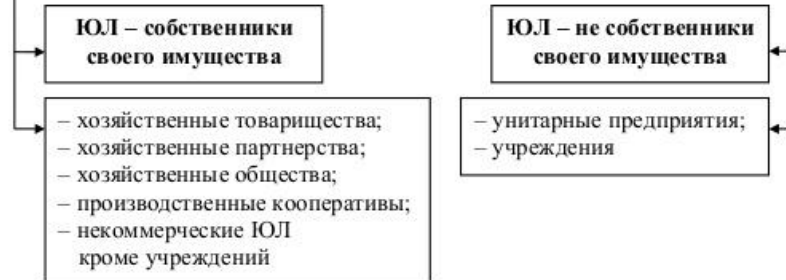 ЮЛ – собственники
своего имущества
– хозяйственные товарищества;
– хозяйственные партнерства;
– хозяйственные общества;
– производственные кооперативы;
– некоммерческие ЮЛ
кроме учреждений
ЮЛ – не собственники
своего имущества
– унитарные предприятия;
– учреждения